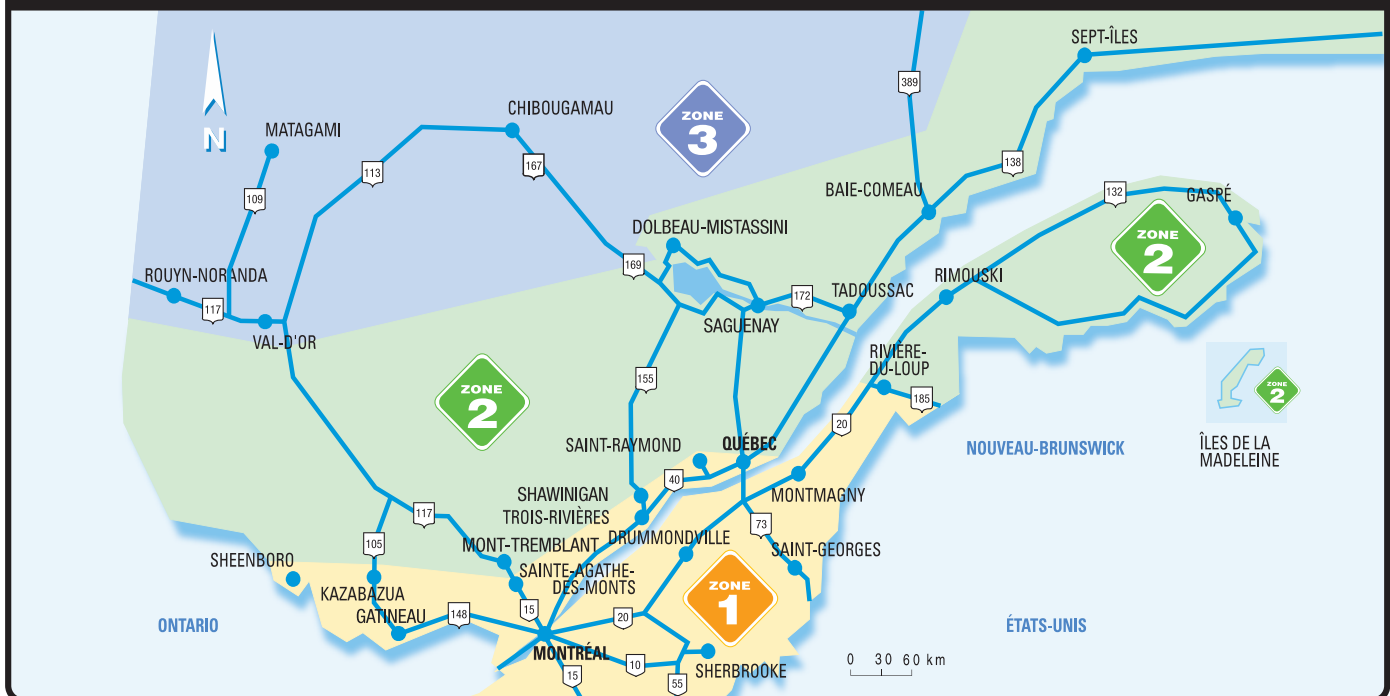 SEPT-ÎLES
389
CHIBOUGAMAU
ZONE
3
N
MATAGAMI
113
167
138
109
BAIE-COMEAU
132
GASPÉ
DOLBEAU-MISTASSINI
ZONE
2
ROUYN-NORANDA
169
RIMOUSKI
117
172
TADOUSSAC
SAGUENAY
VAL-D'OR
RIVIÈRE-
DU-LOUP
155
185
ZONE
2
ZONE
2
20
SAINT-RAYMOND
QUÉBEC
NOUVEAU-BRUNSWICK
ÎLES DE LA
MADELEINE
40
SHAWINIGAN
MONTMAGNY
TROIS-RIVIÈRES
117
73
DRUMMONDVILLE
105
MONT-TREMBLANT
SAINT-GEORGES
SHEENBORO
SAINTE-AGATHE-
DES-MONTS
KAZABAZUA
ZONE
1
GATINEAU
148
15
20
ONTARIO
ÉTATS-UNIS
MONTRÉAL
10
SHERBROOKE
0 30 60 km
15
55